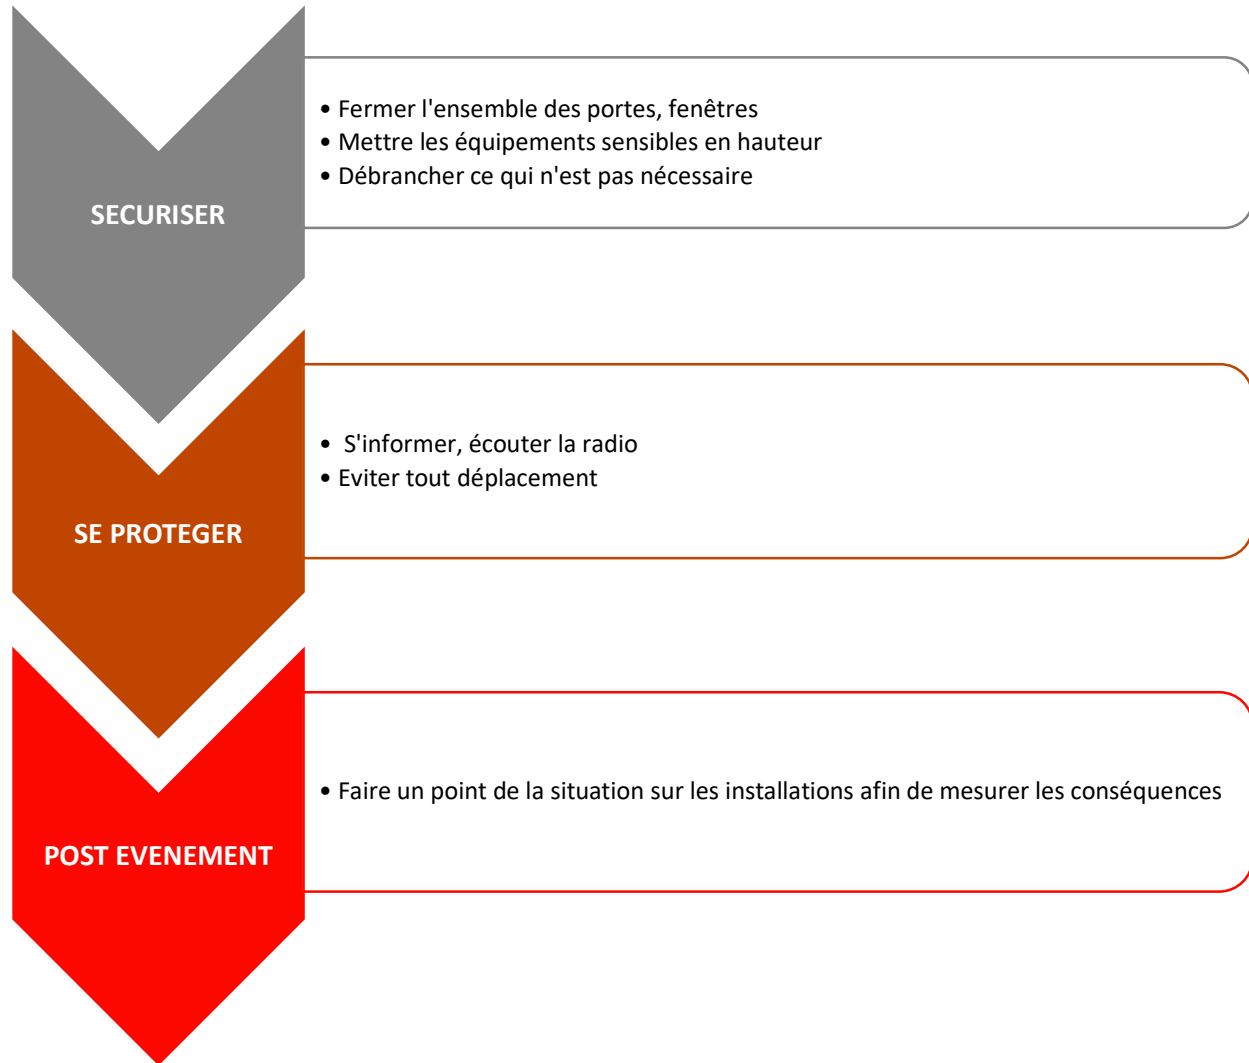 SECURISER
• Fermer l'ensemble des portes, fenêtres
• Mettre les équipements sensibles en hauteur
• Débrancher ce qui n'est pas nécessaire
SE PROTEGER
• S'informer, écouter la radio
• Eviter tout déplacement
POST EVENEMENT
• Faire un point de la situation sur les installations afin de mesurer les conséquences